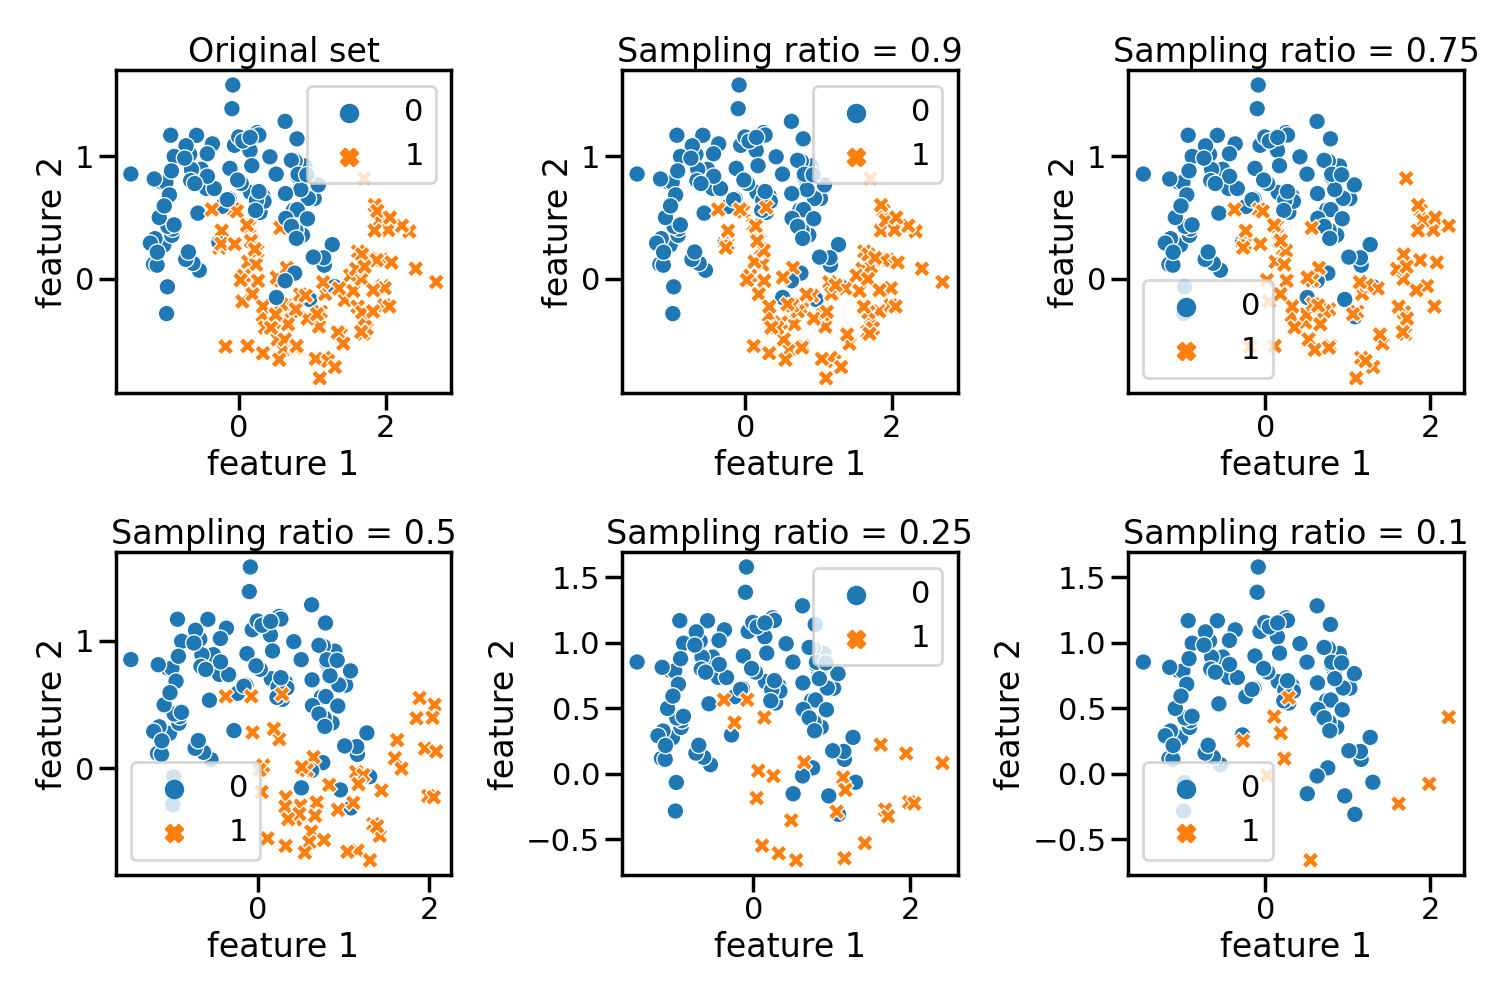 Original set
0
1
feature 2
1
0
0
2
feature 1
Sampling ratio = 0.9
0
1
feature 2
1
0
0
2
feature 1
Sampling ratio = 0.75
0
1
feature 2
1
0
0
2
feature 1
Sampling ratio = 0.5
0
1
feature 2
1
0
0
2
feature 1
Sampling ratio = 0.25
0
1
feature 2
1.5
1.0
0.5
0.0
−0.5
0
2
feature 1
Sampling ratio = 0.1
0
1
feature 2
1.5
1.0
0.5
0.0
−0.5
0
2
feature 1